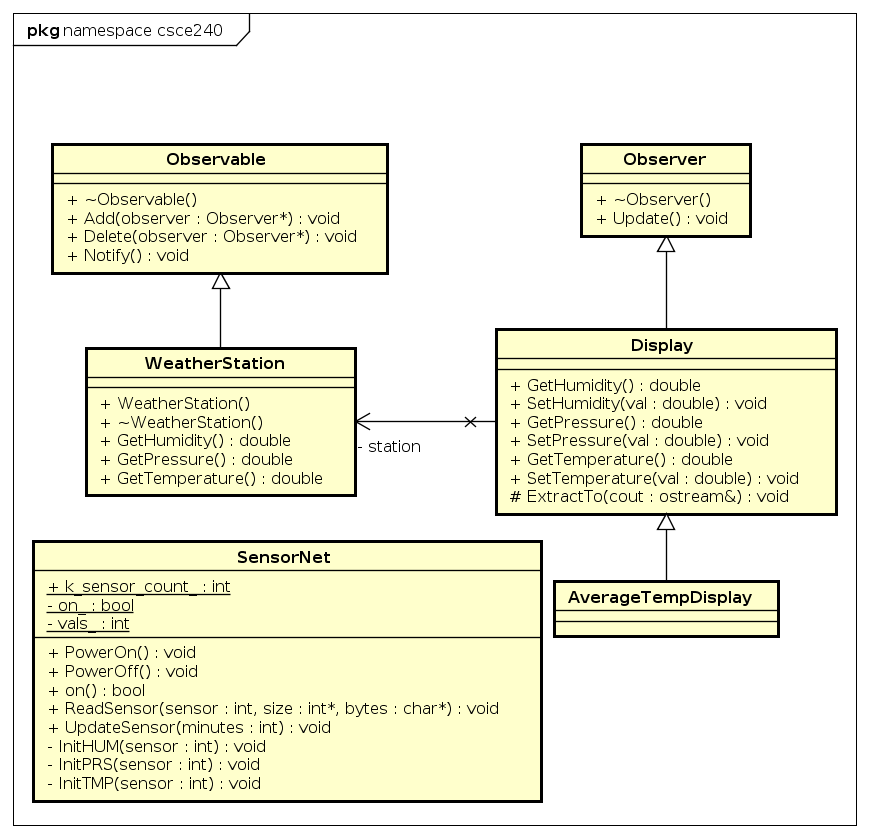 pkg namespace csce240
Observable
+ ~Observable()
+ Add(observer : Observer*) : void
+ Delete(observer : Observer*) : void
+ Notify() : void
Observer
+ ~Observer()
+ Update() : void
WeatherStation
+ WeatherStation()
+ ~WeatherStation()
+ GetHumidity() : double
+ GetPressure() : double
+ GetTemperature() : double
- station
Display
+ GetHumidity() : double
+ SetHumidity(val : double) : void
+ GetPressure() : double
+ SetPressure(val : double) : void
+ GetTemperature() : double
+ SetTemperature(val : double) : void
# ExtractTo(cout : ostream&) : void
SensorNet
+ k_sensor_count_ : int
- on_ : bool
- vals_ : int
+ PowerOn() : void
+ PowerOff() : void
+ on() : bool
+ ReadSensor(sensor : int, size : int*, bytes : char*) : void
+ UpdateSensor(minutes : int) : void
- InitHUM(sensor : int) : void
- InitPRS(sensor : int) : void
- InitTMP(sensor : int) : void
AverageTempDisplay